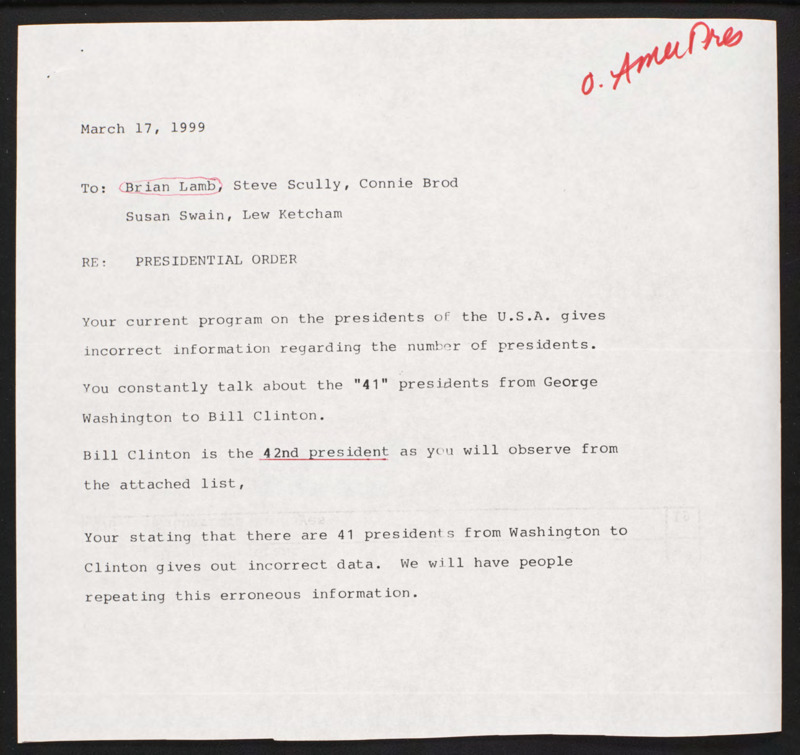 O. AmerPres
March 17, 1999
To: Brian Lamb, Steve Scully, Connie Brod
Susan Swain, Lew Ketcham
RE: PRESIDENTIAL ORDER
Your current program on the presidents of the U.S.A. gives
incorrect information regarding the number of presidents.
You constantly talk about the "41" presidents from George
Washington to Bill Clinton.
Bill Clinton is the 42nd president as you will observe from
the attached list,
Your stating that there are 41 presidents from Washington to
Clinton gives out incorrect data. We will have people
repeating this erroneous information.